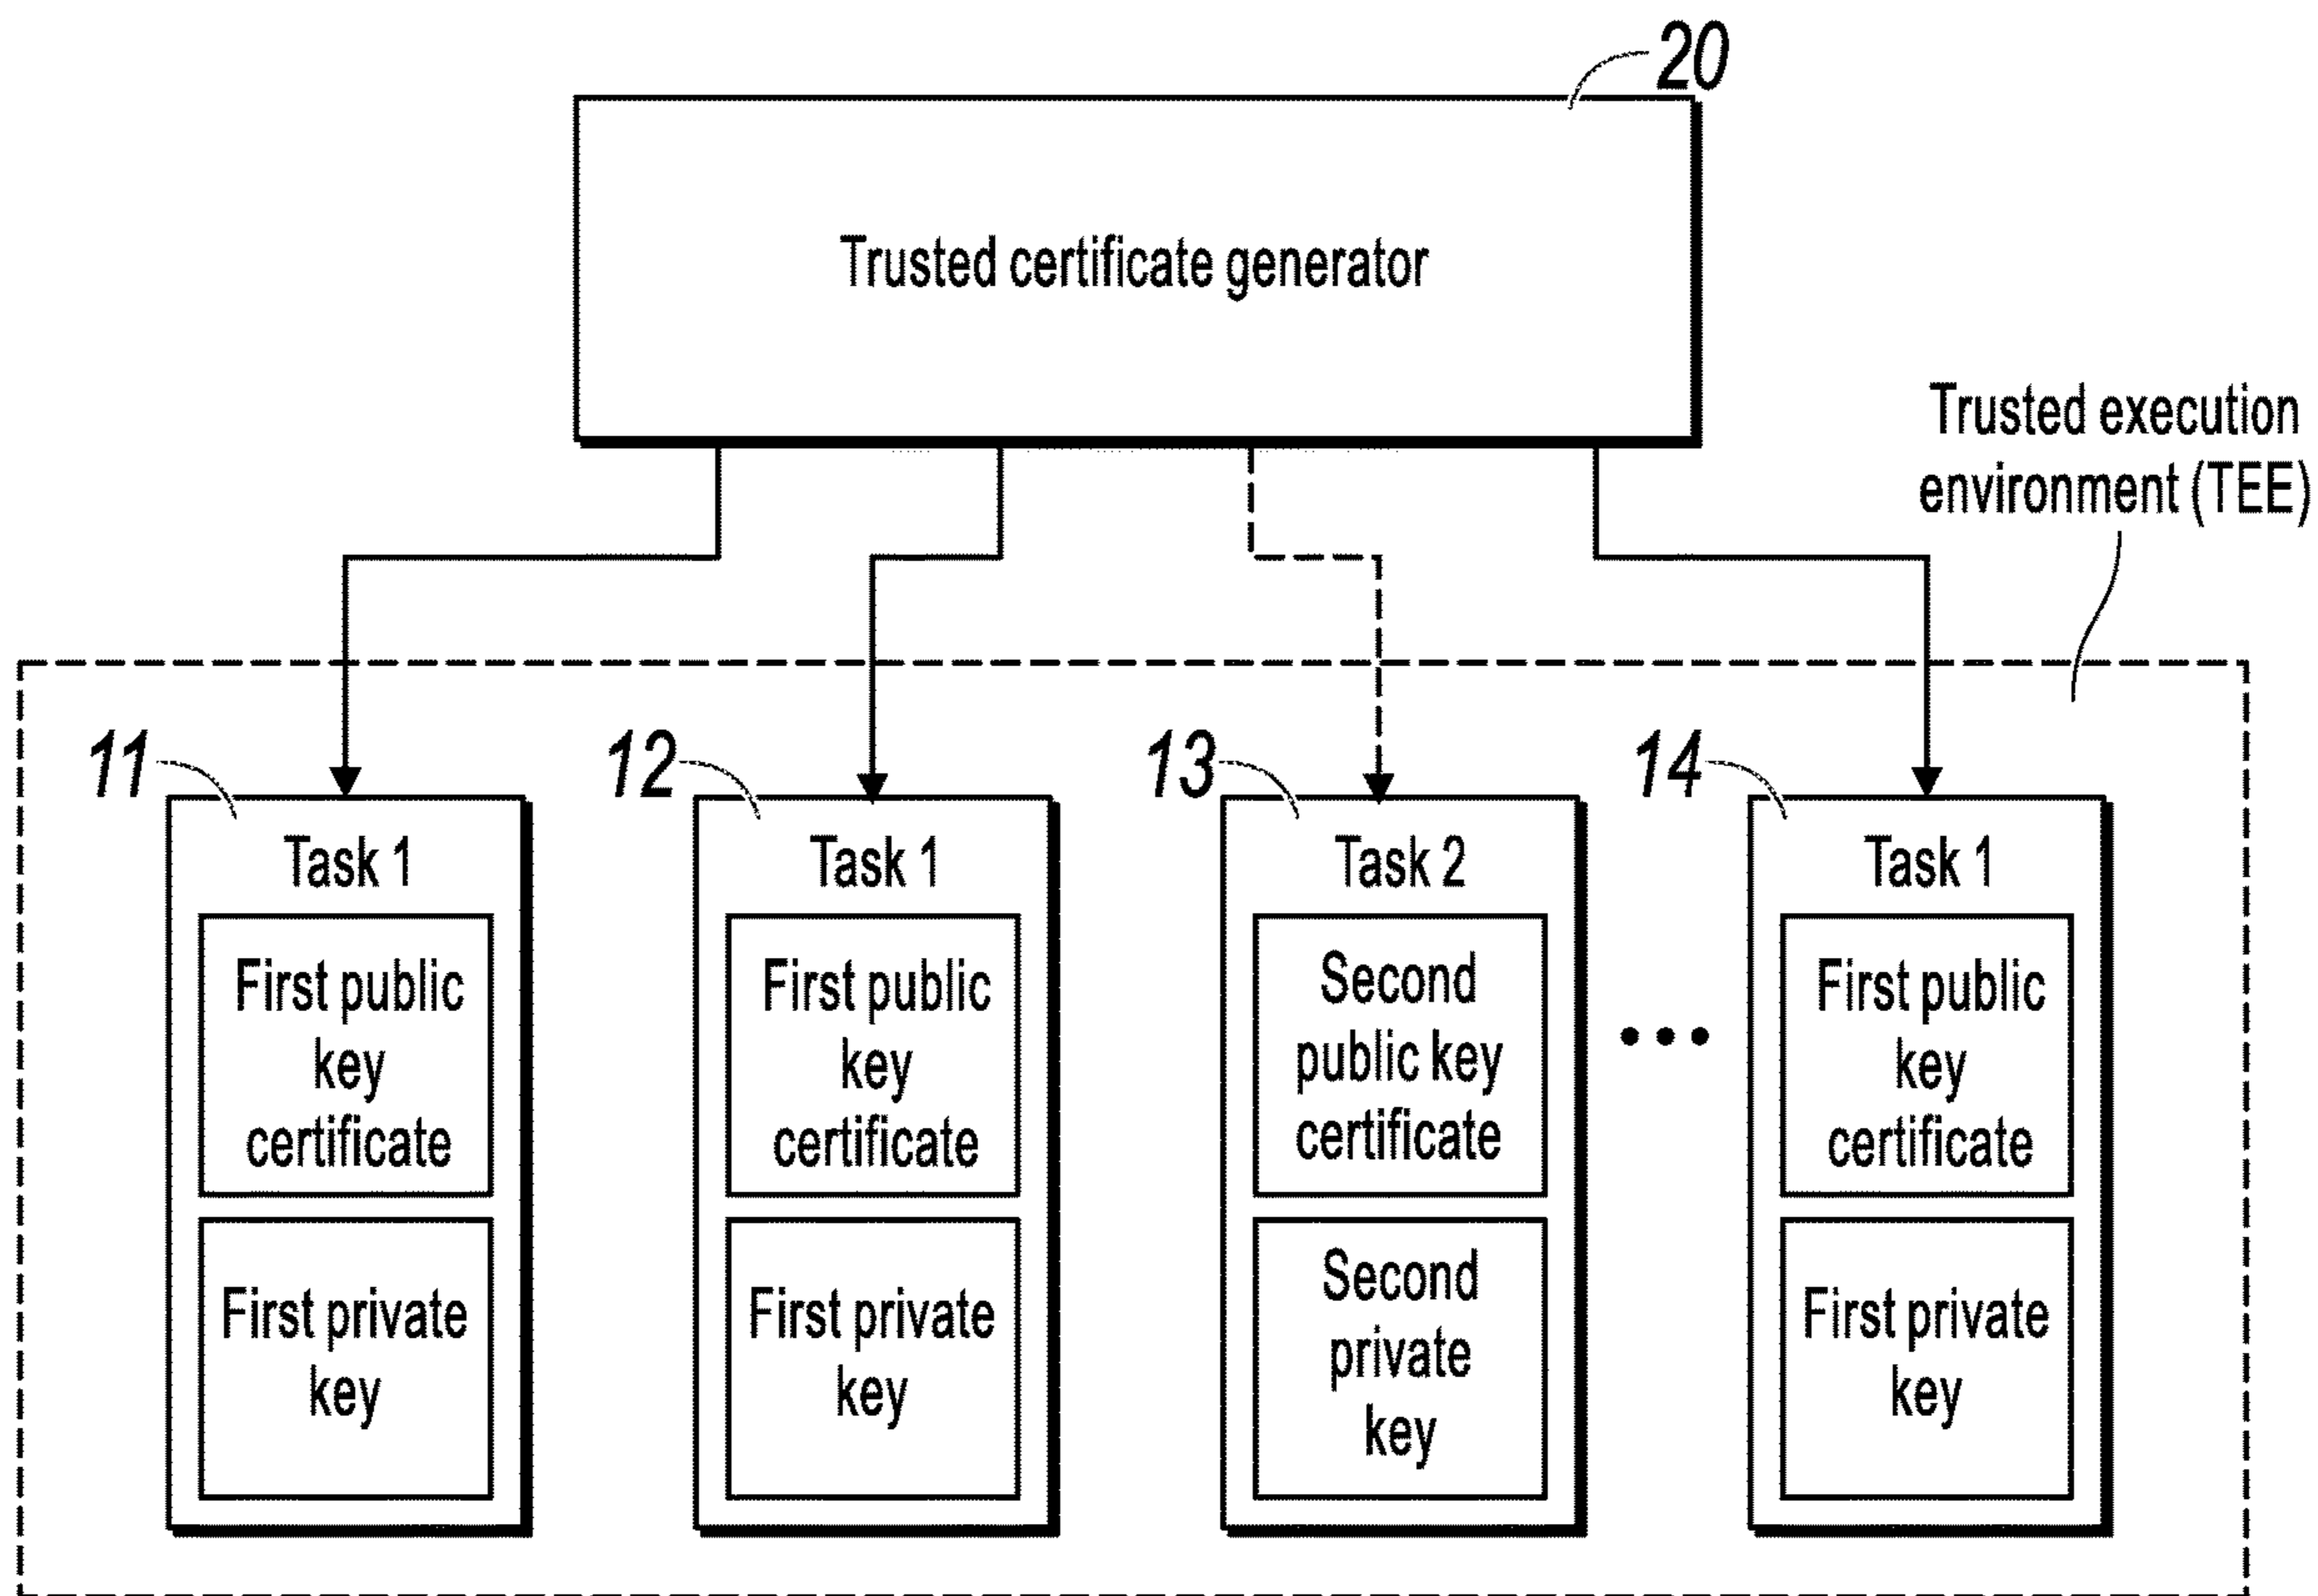 20
Trusted certificate generator
Trusted execution
environment (TEE)
11
Task 1
First public
key
certificate
First private
key
12
Task 1
First public
key
certificate
First private
key
13
Task 2
Second
public key
certificate
Second
private
key
14
Task 1
First public
key
certificate
First private
key